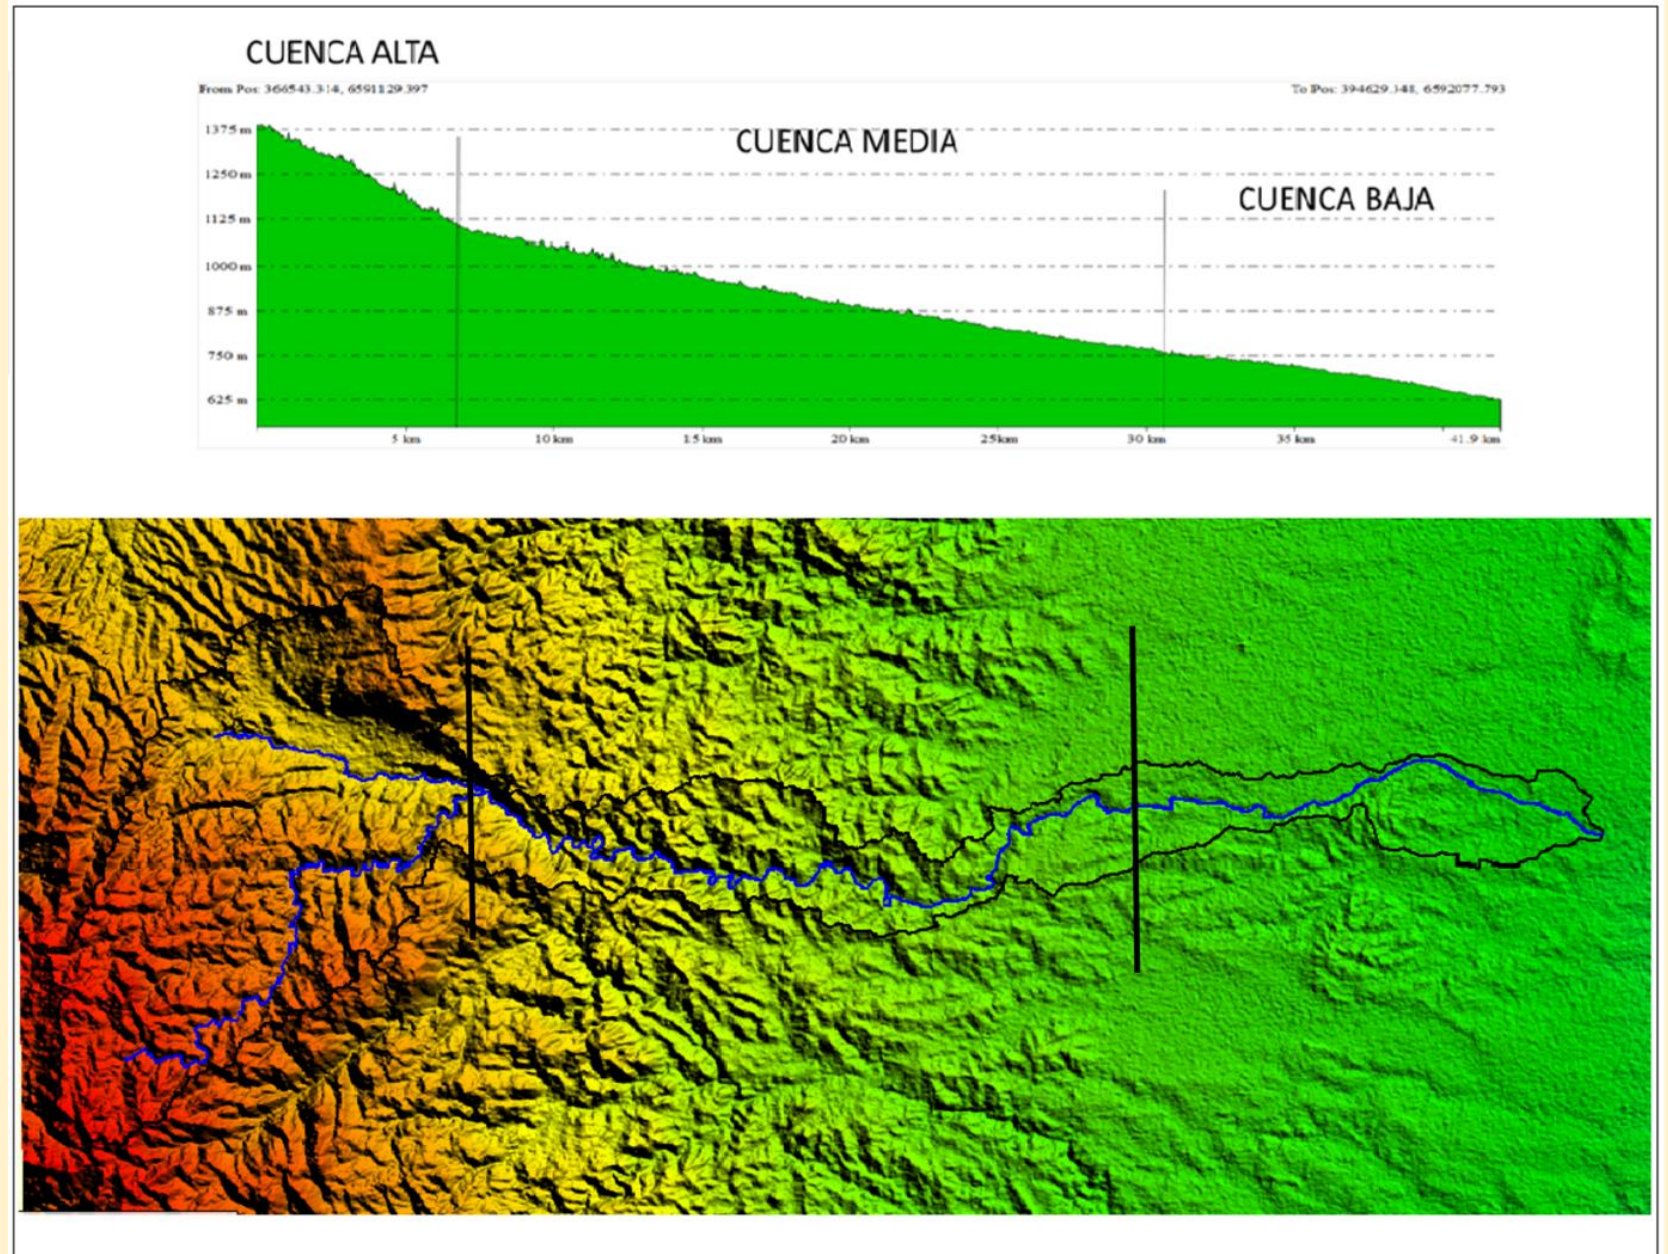 CUENCA ALTA
From Pos: 366543.314, 6591129.397
To Pos: 394629.348, 6592077.793
1375 m
CUENCA MEDIA
1250 m
CUENCA BAJA
1125 m
1000 m
875 m
750 m
625 m
5 km 10 km 15 km 20 km 25 km 30 km 35 km 41.9 km